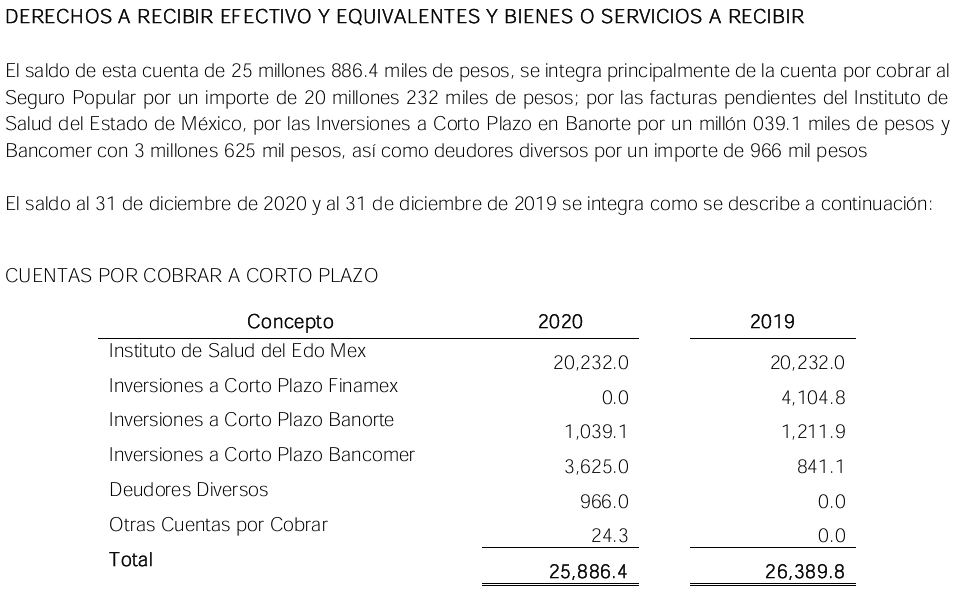 DERECHOS A RECIBIR EFECTIVO Y EQUIVALENTES Y BIENES O SERVICIOS A RECIBIR
El saldo de esta cuenta de 25 millones 886.4 miles de pesos, se integra principalmente de la cuenta por cobrar al
Seguro Popular por un importe de 20 millones 232 miles de pesos; por las facturas pendientes del Instituto de
Salud del Estado de México, por las Inversiones a Corto Plazo en Banorte por un millón 039.1 miles de pesos y
Bancomer con 3 millones 625 mil pesos, así como deudores diversos por un importe de 966 mil pesos
El saldo al 31 de diciembre de 2020 y al 31 de diciembre de 2019 se integra como se describe a continuación:
CUENTAS POR COBRAR A CORTO PLAZO
Concepto 2020 2019
Instituto de Salud del Edo Mex 20,232.0 20,232.0
Inversiones a Corto Plazo Finamex 0.0 4,104.8
Inversiones a Corto Plazo Banorte 1,039.1 1,211.9
Inversiones a Corto Plazo Bancomer 3,625.0 841.1
Deudores Diversos 966.0 0.0
Otras Cuentas por Cobrar 24.3 0.0
Total 25,886.4 26,389.8